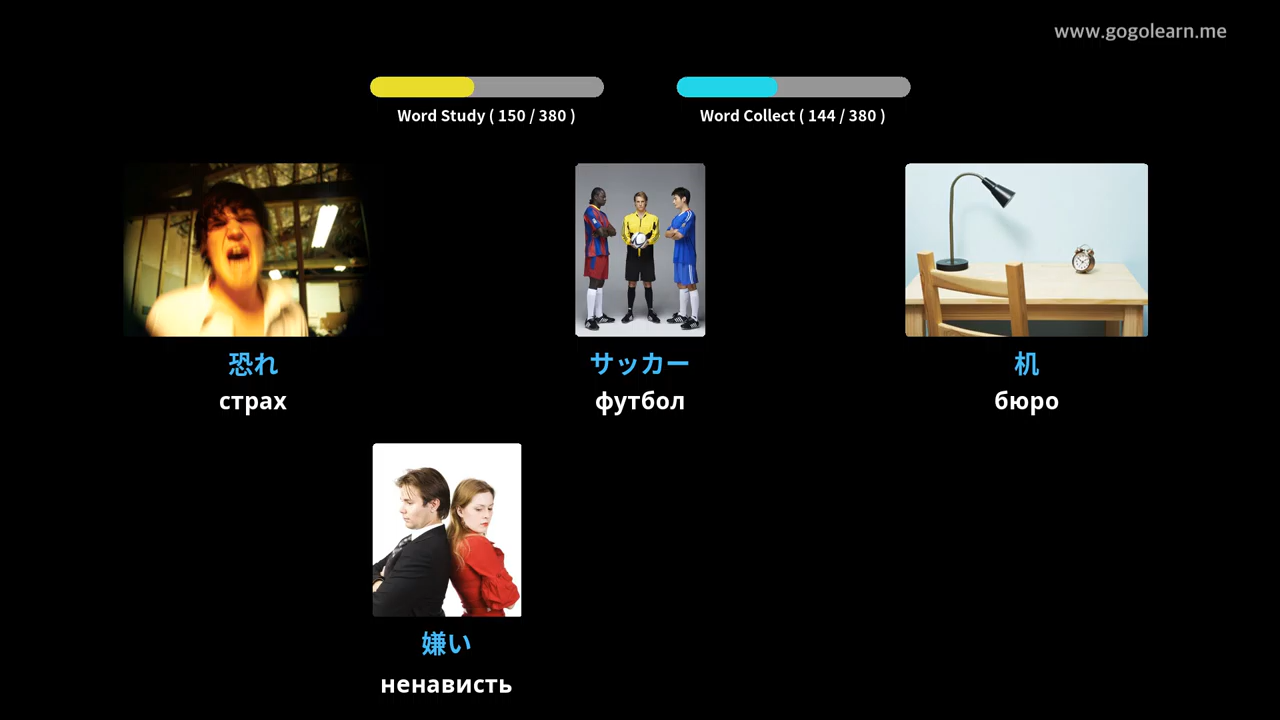 www.gogolearn.me
Word Study ( 150 / 380 )
Word Collect ( 144 / 380 )
恐れ
страх
サッカー
футбол
机
бюро
嫌い
ненависть